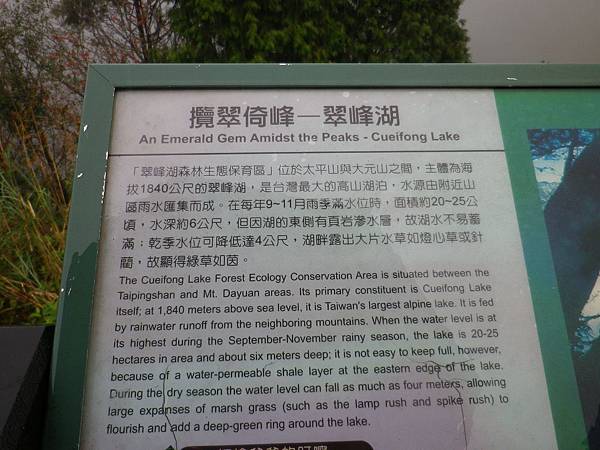 攬翠倚峰—翠峰湖
An Emerald Gem Amidst the Peaks - Cueifong Lake
「翠峰湖森林生態保育區」位於太平山與大元山之間，主體為海
拔1840公尺的翠峰湖，是台灣最大的高山湖泊，水源由附近山
區雨水匯集而成。在每年9~11月雨季滿水位時，面積約20~25公
頃，水深約6公尺，但因湖的東側有頁岩滲水層，故湖水不易蓄
滿；乾季水位可降低達4公尺，湖畔露出大片水草如燈心草或針
藺，故顯得綠草如茵。
The Cueifong Lake Forest Ecology Conservation Area is situated between the
Taipingshan and Mt. Dayuan areas. Its primary constituent is Cueifong Lake
itself; at 1,840 meters above sea level, it is Taiwan's largest alpine lake. It is fed
by rainwater runoff from the neighboring mountains. When the water level is at
its highest during the September-November rainy season, the lake is 20-25
hectares in area and about six meters deep; it is not easy to keep full, however,
because of a water-permeable shale layer at the eastern edge of the lake.
During the dry season the water level can fall as much as four meters, allowing
large expanses of marsh grass (such as the lamp rush and spike rush) to
flourish and add a deep-green ring around the lake.